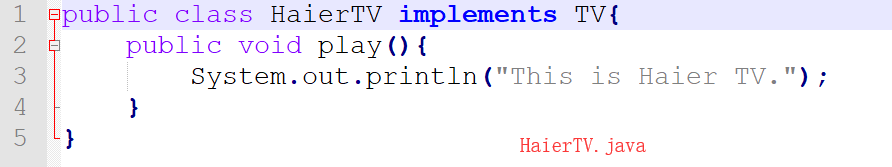 1 public class HaierTV implements TV{
2     public void play(){
3         System.out.println("This is Haier TV.");
4     }
5 }
HaierTV.java